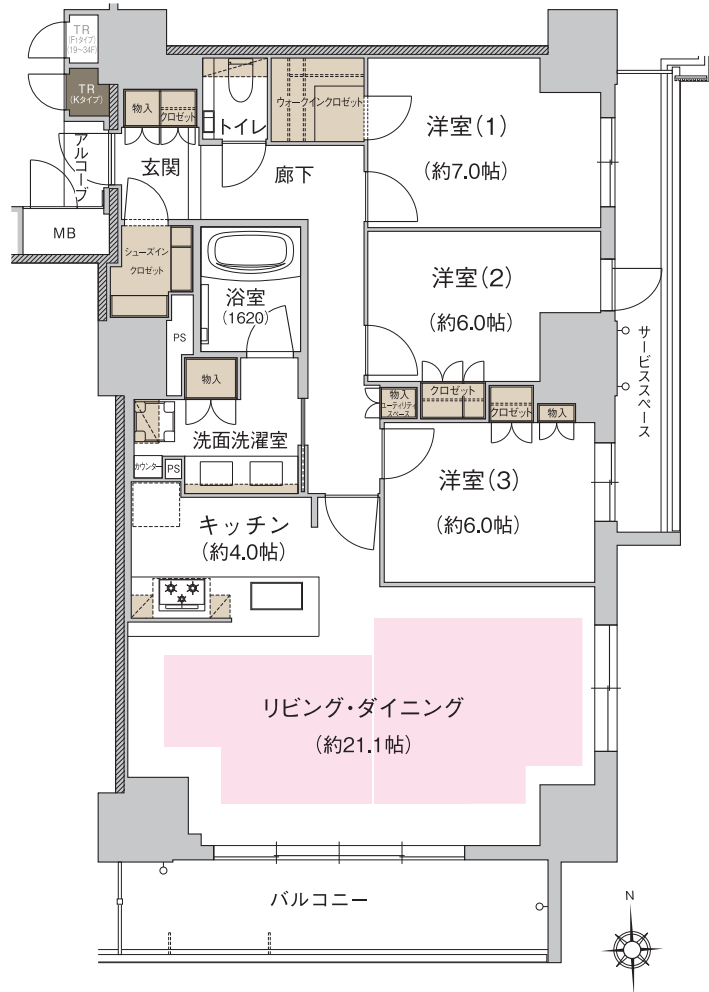 TR
(F1タイプ)
(19~34F)
TR
(Kタイプ)
アルコーブ
MB
物入
クロゼット
トイレ
ウォークインクロゼット
玄関
廊下
洋室(1)
(約7.0帖)
シューズイン
クロゼット
浴室
(1620)
洋室(2)
(約6.0帖)
PS
物入
サービススペース
物入
ユーティリティ
スペース
クロゼット
クロゼット
物入
洗面洗濯室
カウンター
PS
洋室(3)
(約6.0帖)
キッチン
(約4.0帖)
リビング・ダイニング
(約21.1帖)
バルコニー
N